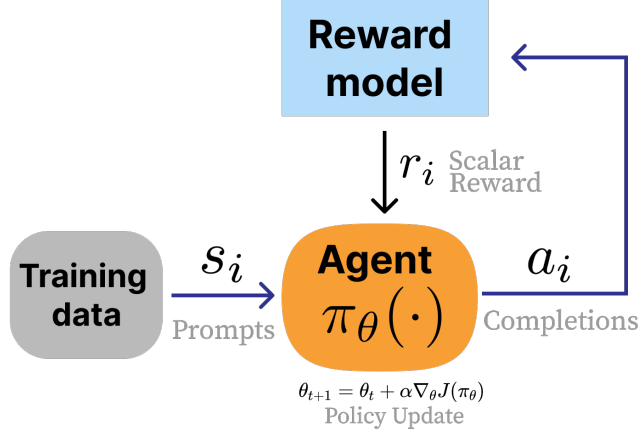 Reward
model
r_i Scalar
Reward
Training
data
s_i
Prompts
Agent
π_θ(·)
a_i
Completions
θ_{t+1} = θ_t + α∇_θJ(π_θ)
Policy Update